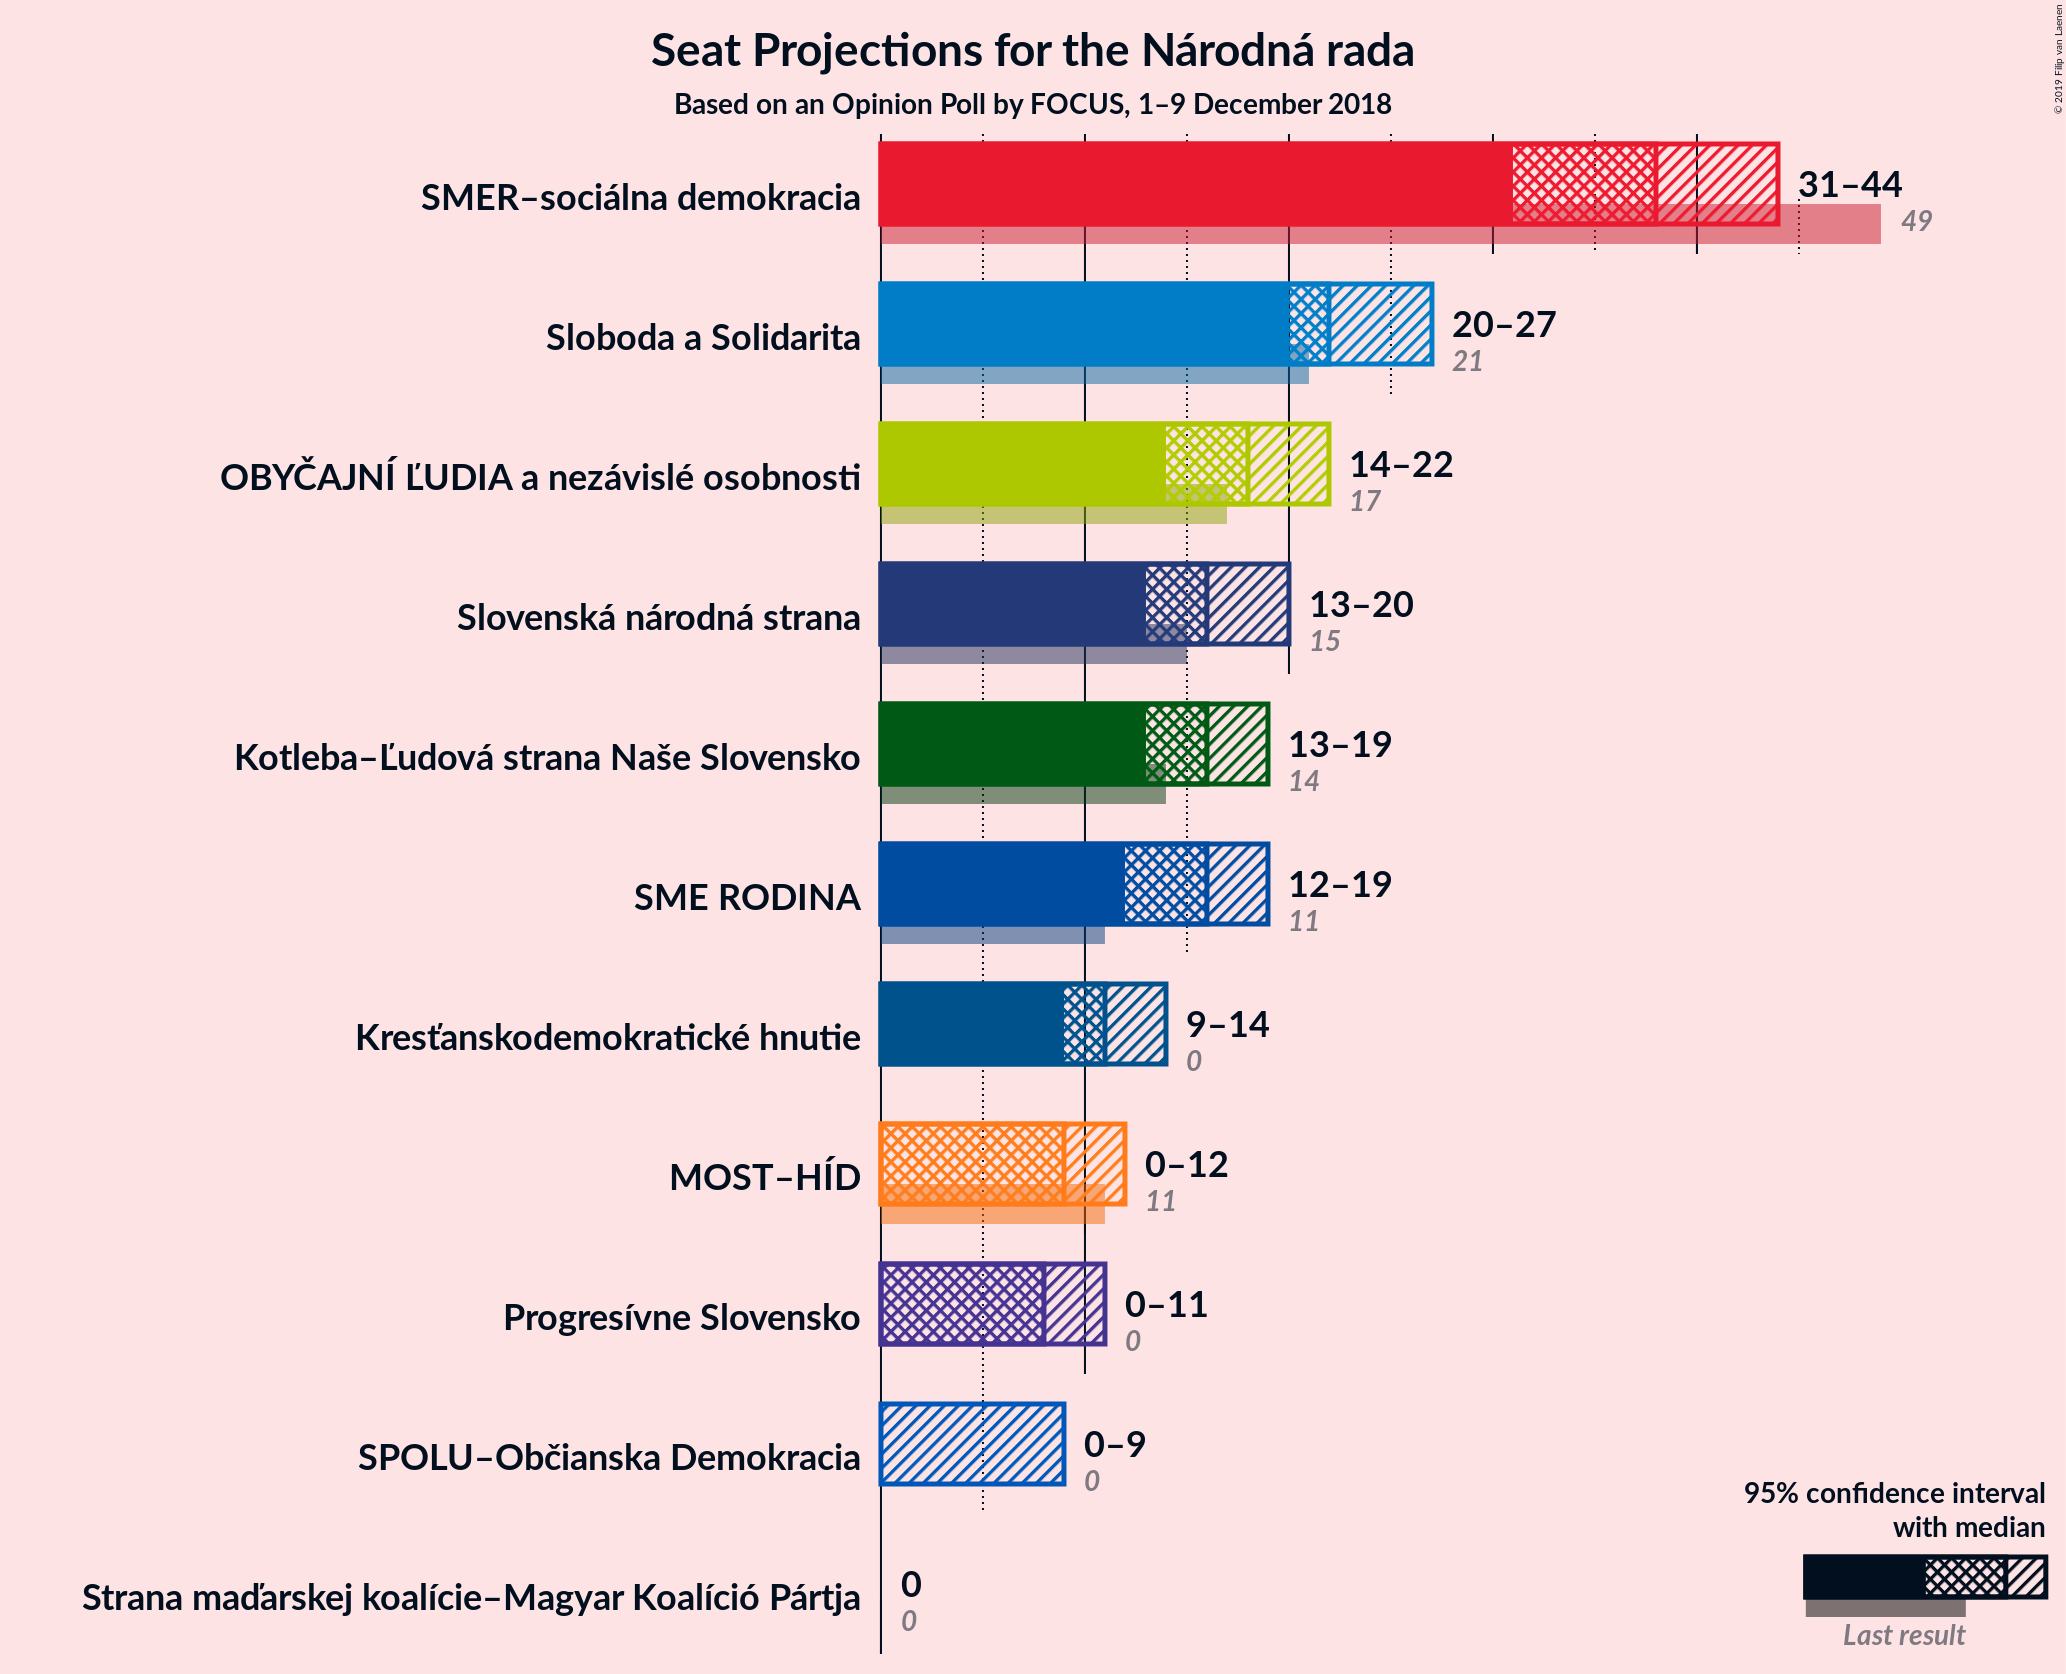 Seat Projections for the Národná rada
Based on an Opinion Poll by FOCUS, 1–9 December 2018
© 2019 Filip van Laenen
SMER–sociálna demokracia
31–44
49
Sloboda a Solidarita
20–27
21
OBYČAJNÍ ĽUDIA a nezávislé osobnosti
14–22
17
Slovenská národná strana
13–20
15
Kotleba–Ľudová strana Naše Slovensko
13–19
14
SME RODINA
12–19
11
Kresťanskodemokratické hnutie
9–14
0
MOST–HÍD
0–12
11
Progresívne Slovensko
0–11
0
SPOLU–Občianska Demokracia
0–9
0
Strana maďarskej koalície–Magyar Koalíció Pártja
0
0
95% confidence interval
with median
Last result